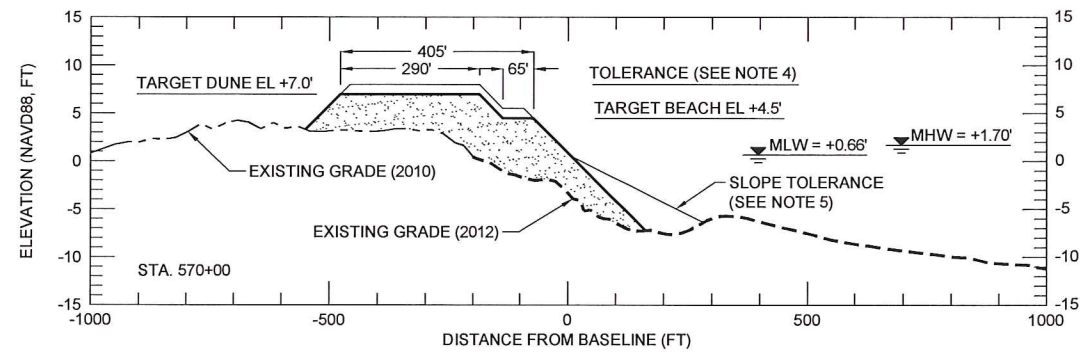 15
10
5
0
-5
-10
-15
ELEVATION (NAVD88, FT)
405'
290'
65'
TARGET DUNE EL +7.0'
TOLERANCE (SEE NOTE 4)
TARGET BEACH EL +4.5'
MLW = +0.66'
MHW = +1.70'
EXISTING GRADE (2010)
SLOPE TOLERANCE
(SEE NOTE 5)
EXISTING GRADE (2012)
STA. 570+00
15
10
5
0
-5
-10
-15
-1000
-500
0
500
1000
DISTANCE FROM BASELINE (FT)